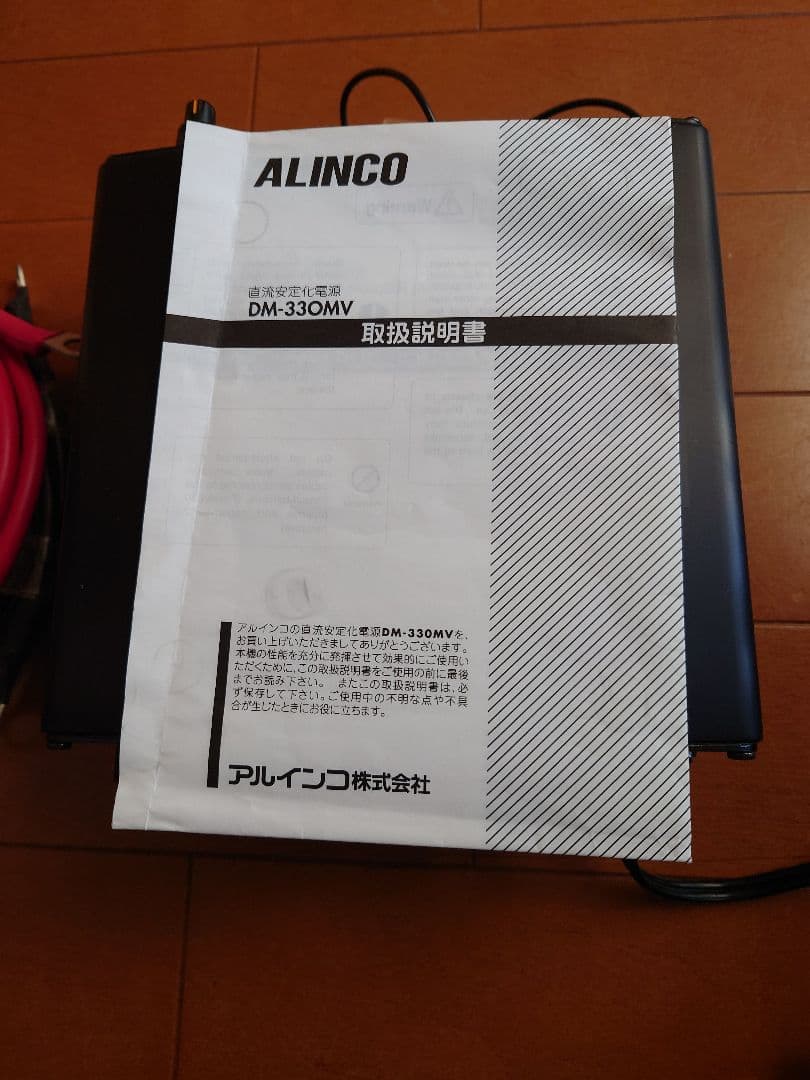 ALINCO
直流安定化電源
DM-330MV
取扱説明書
アルインコの直流安定化電源DM-330MVを、
お買い上げいただきましてありがとうございます。
本機の性能を充分に発揮させて効果的にご使用い
ただくために、この取扱説明書をご使用の前に最後
までお読み下さい。 またこの取扱説明書は、必
ず保存して下さい。ご使用中の不明な点や不具
合が生じたときにお役に立ちます。
アルインコ株式会社